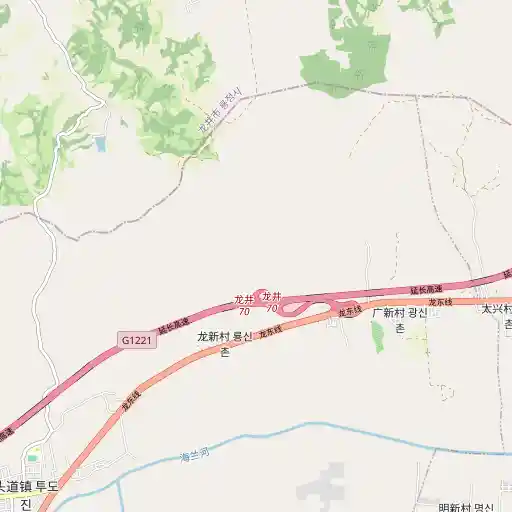 龙井市 룡정시
延长高速
龙井
70
龙井
70
龙东线
太兴村
촌
龙东线
广新村 광신
촌
延长高速
G1221
龙新村 룡신
촌
龙东线
龙东线
高速
海兰河
头道镇 투도
진
明新村 명신